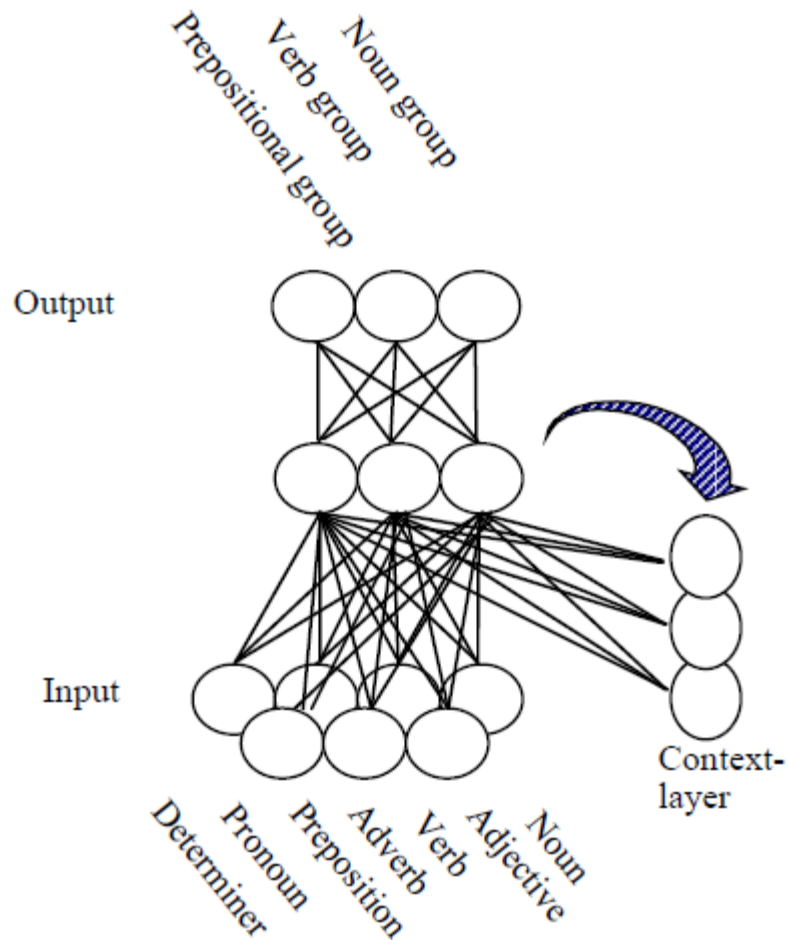 Prepositional group
Verb group
Noun group
Output
Input
Context-
layer
Determiner
Pronoun
Preposition
Adverb
Verb
Adjective
Noun